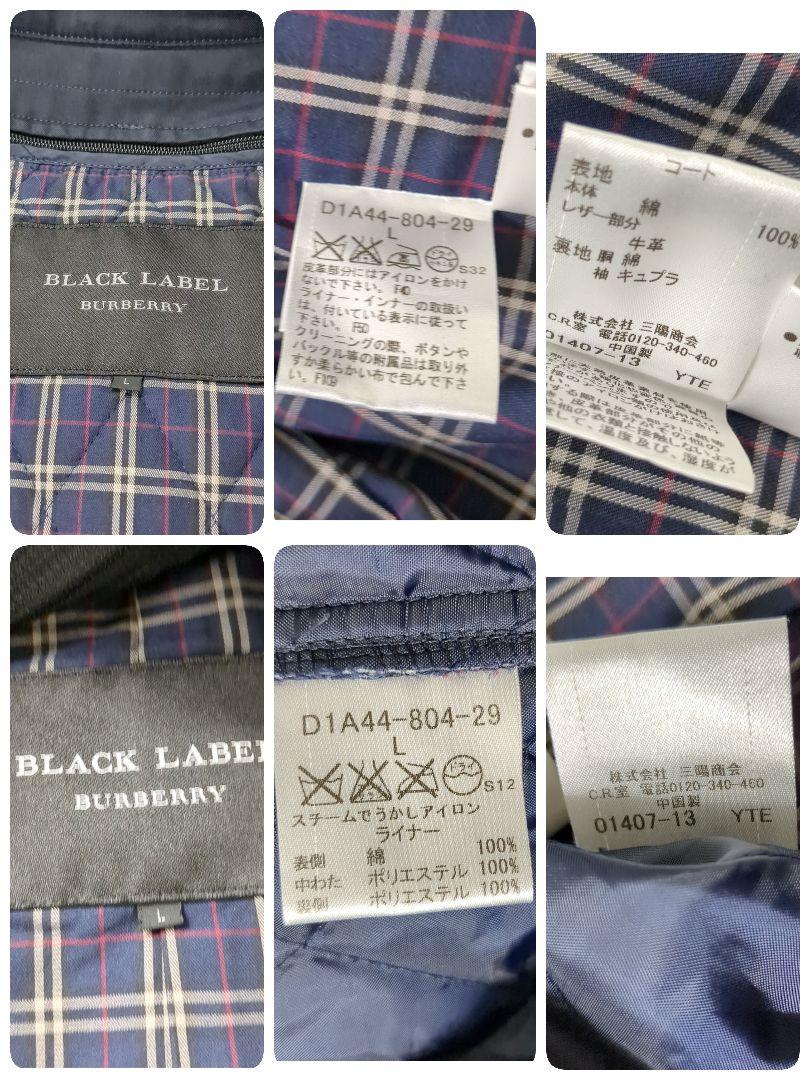 BLACK LABEL
BURBERRY
L
D1A44-804-29
L
S32
皮革部分にはアイロンをかけ
ないで下さい。F40
ライナー・インナーの取扱い
は、付いている表示に従って
下さい。F50
クリーニングの際、ボタンや
バックル等の附属品は取り外
すか柔らかい布で包んで下さ
い。F109
コート
表地
本体 綿
レザー部分
牛革
100%
裏地 胴 綿
袖 キュプラ
株式会社 三陽商会
C.R室 電話0120-340-460
中国製
01407-13 YTE
BLACK LABEL
BURBERRY
L
D1A44-804-29
L
ドライ
S12
スチームでうかしアイロン
ライナー
表側 綿 100%
中わた ポリエステル 100%
裏側 ポリエステル 100%
株式会社 三陽商会
C.R室 電話0120-340-460
中国製
01407-13 YTE